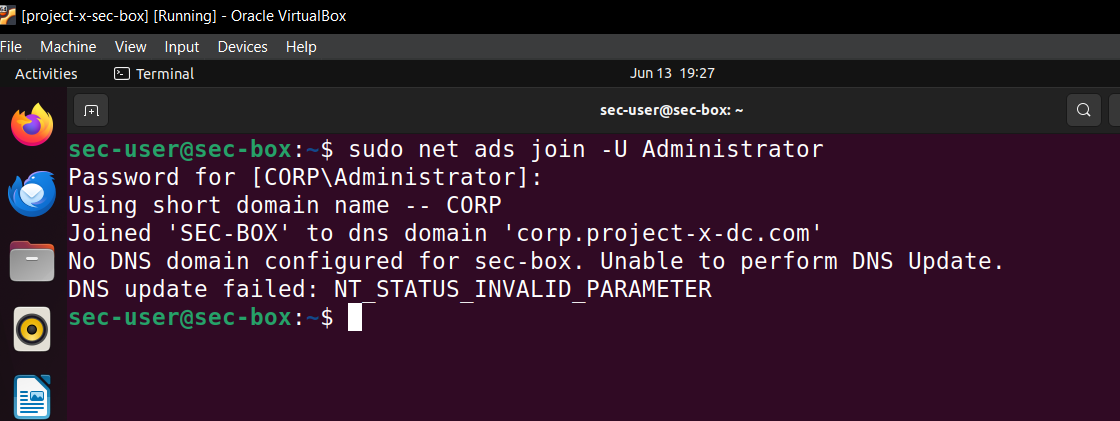 [project-x-sec-box] [Running] - Oracle VirtualBox
File Machine View Input Devices Help
Activities Terminal Jun 13 19:27
sec-user@sec-box: ~
sec-user@sec-box:~$ sudo net ads join -U Administrator
Password for [CORP\Administrator]:
Using short domain name -- CORP
Joined 'SEC-BOX' to dns domain 'corp.project-x-dc.com'
No DNS domain configured for sec-box. Unable to perform DNS Update.
DNS update failed: NT_STATUS_INVALID_PARAMETER
sec-user@sec-box:~$